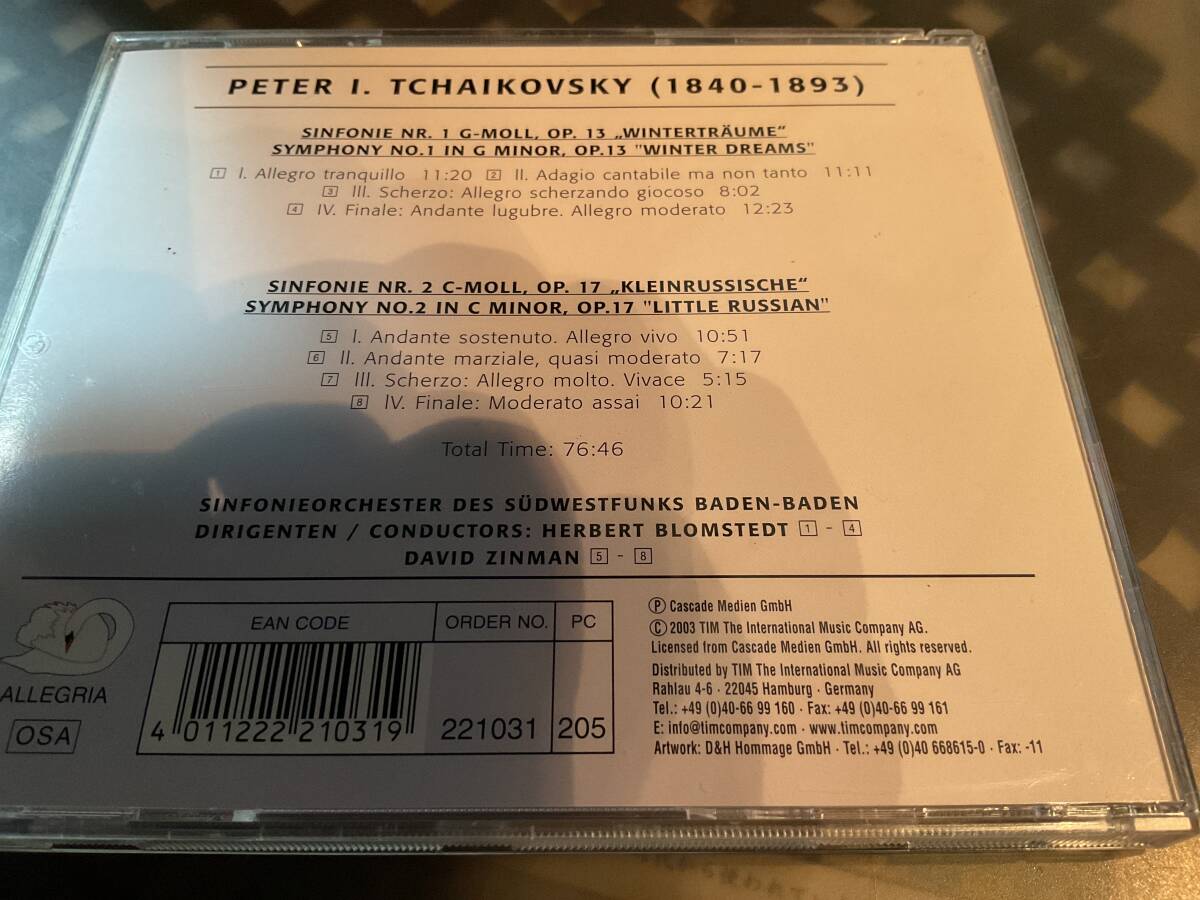 PETER I. TCHAIKOVSKY (1840-1893)
SINFONIE NR. 1 G-MOLL, OP. 13 „WINTERTRÄUME“
SYMPHONY NO.1 IN G MINOR, OP.13 "WINTER DREAMS"
1 I. Allegro tranquillo 11:20 2 II. Adagio cantabile ma non tanto 11:11
3 III. Scherzo: Allegro scherzando giocoso 8:02
4 IV. Finale: Andante lugubre. Allegro moderato 12:23
SINFONIE NR. 2 C-MOLL, OP. 17 „KLEINRUSSISCHE“
SYMPHONY NO.2 IN C MINOR, OP.17 "LITTLE RUSSIAN"
5 I. Andante sostenuto. Allegro vivo 10:51
6 II. Andante marziale, quasi moderato 7:17
7 III. Scherzo: Allegro molto. Vivace 5:15
8 IV. Finale: Moderato assai 10:21
Total Time: 76:46
SINFONIEORCHESTER DES SÜDWESTFUNKS BADEN-BADEN
DIRIGENTEN / CONDUCTORS: HERBERT BLOMSTEDT 1 - 4
DAVID ZINMAN 5 - 8
ALLEGRIA
OSA
EAN CODE ORDER NO. PC
4 011222 210319 221031 205
Ⓟ Cascade Medien GmbH
© 2003 TIM The International Music Company AG.
Licensed from Cascade Medien GmbH. All rights reserved.
Distributed by TIM The International Music Company AG
Rahlau 4-6 · 22045 Hamburg · Germany
Tel.: +49 (0)40-66 99 160 · Fax: +49 (0)40-66 99 161
E: info@timcompany.com · www.timcompany.com
Artwork: D&H Hommage GmbH · Tel.: +49 (0)40 668615-0 · Fax: -11